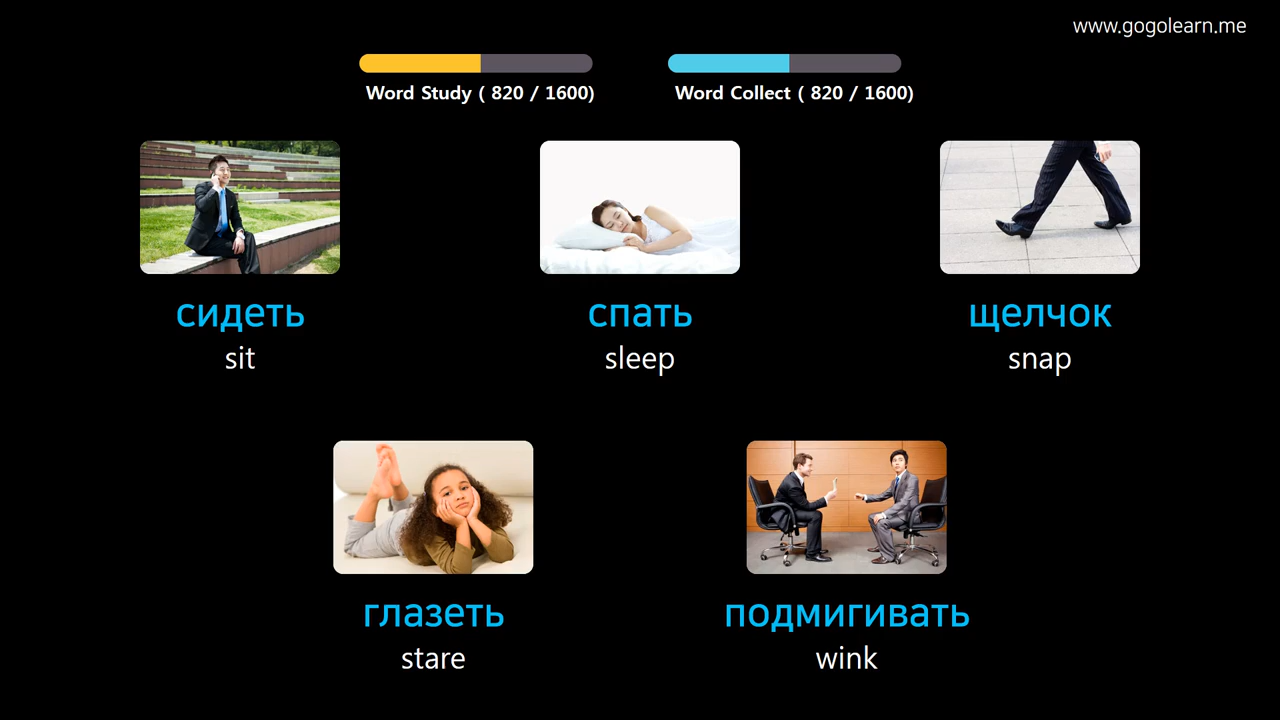 www.gogolearn.me
Word Study ( 820 / 1600)
Word Collect ( 820 / 1600)
сидеть
sit
спать
sleep
щелчок
snap
глазеть
stare
подмигивать
wink